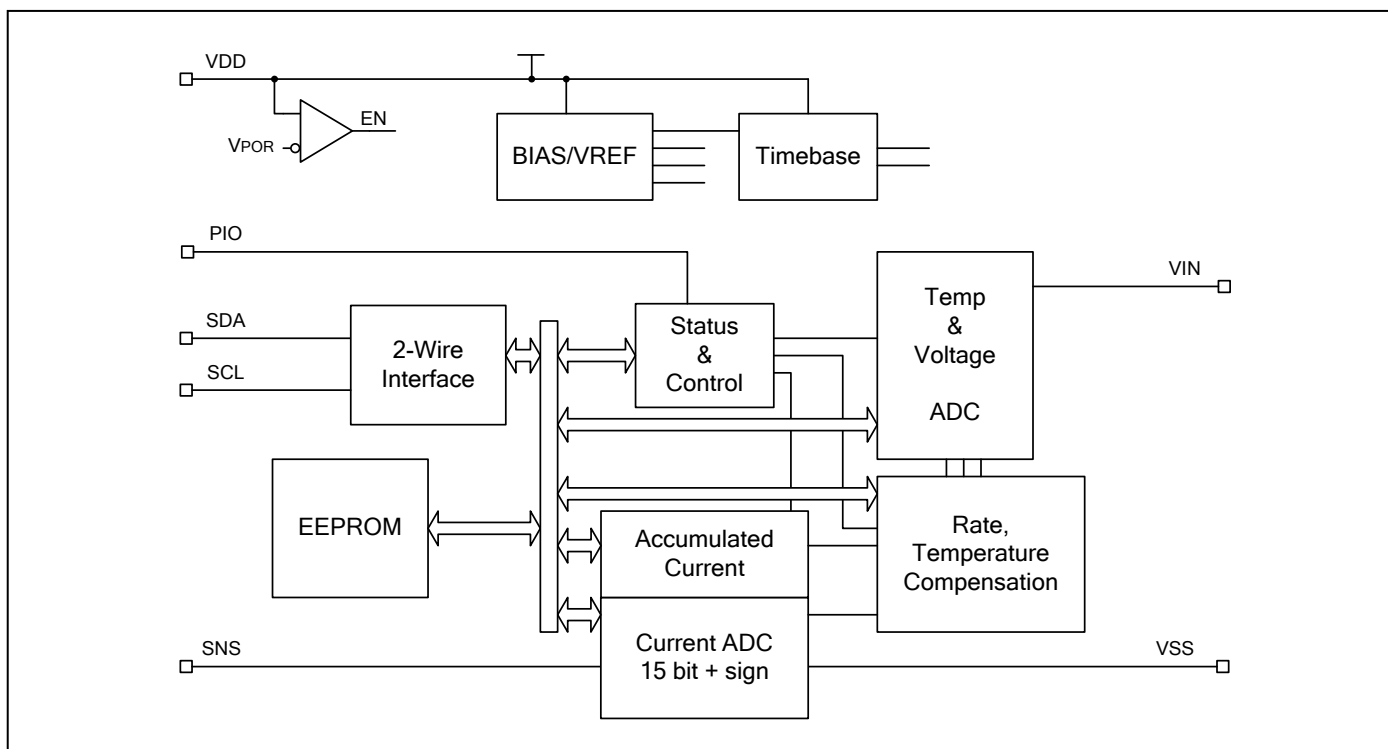 VDD
EN
VPOR
BIAS/VREF
Timebase
PIO
VIN
SDA
SCL
2-Wire
Interface
Status
&
Control
Temp
&
Voltage
ADC
EEPROM
Accumulated
Current
Rate,
Temperature
Compensation
SNS
Current ADC
15 bit + sign
VSS